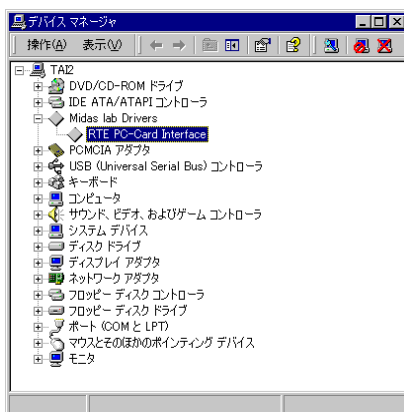 デバイス マネージャ
操作(A) 表示(V)
TAI2
DVD/CD-ROM ドライブ
IDE ATA/ATAPI コントローラ
Midas lab Drivers
RTE PC-Card Interface
PCMCIA アダプタ
USB (Universal Serial Bus) コントローラ
キーボード
コンピュータ
サウンド、ビデオ、およびゲーム コントローラ
システム デバイス
ディスク ドライブ
ディスプレイ アダプタ
ネットワーク アダプタ
フロッピー ディスク コントローラ
フロッピー ディスク ドライブ
ポート (COM と LPT)
マウスとそのほかのポインティング デバイス
モニタ